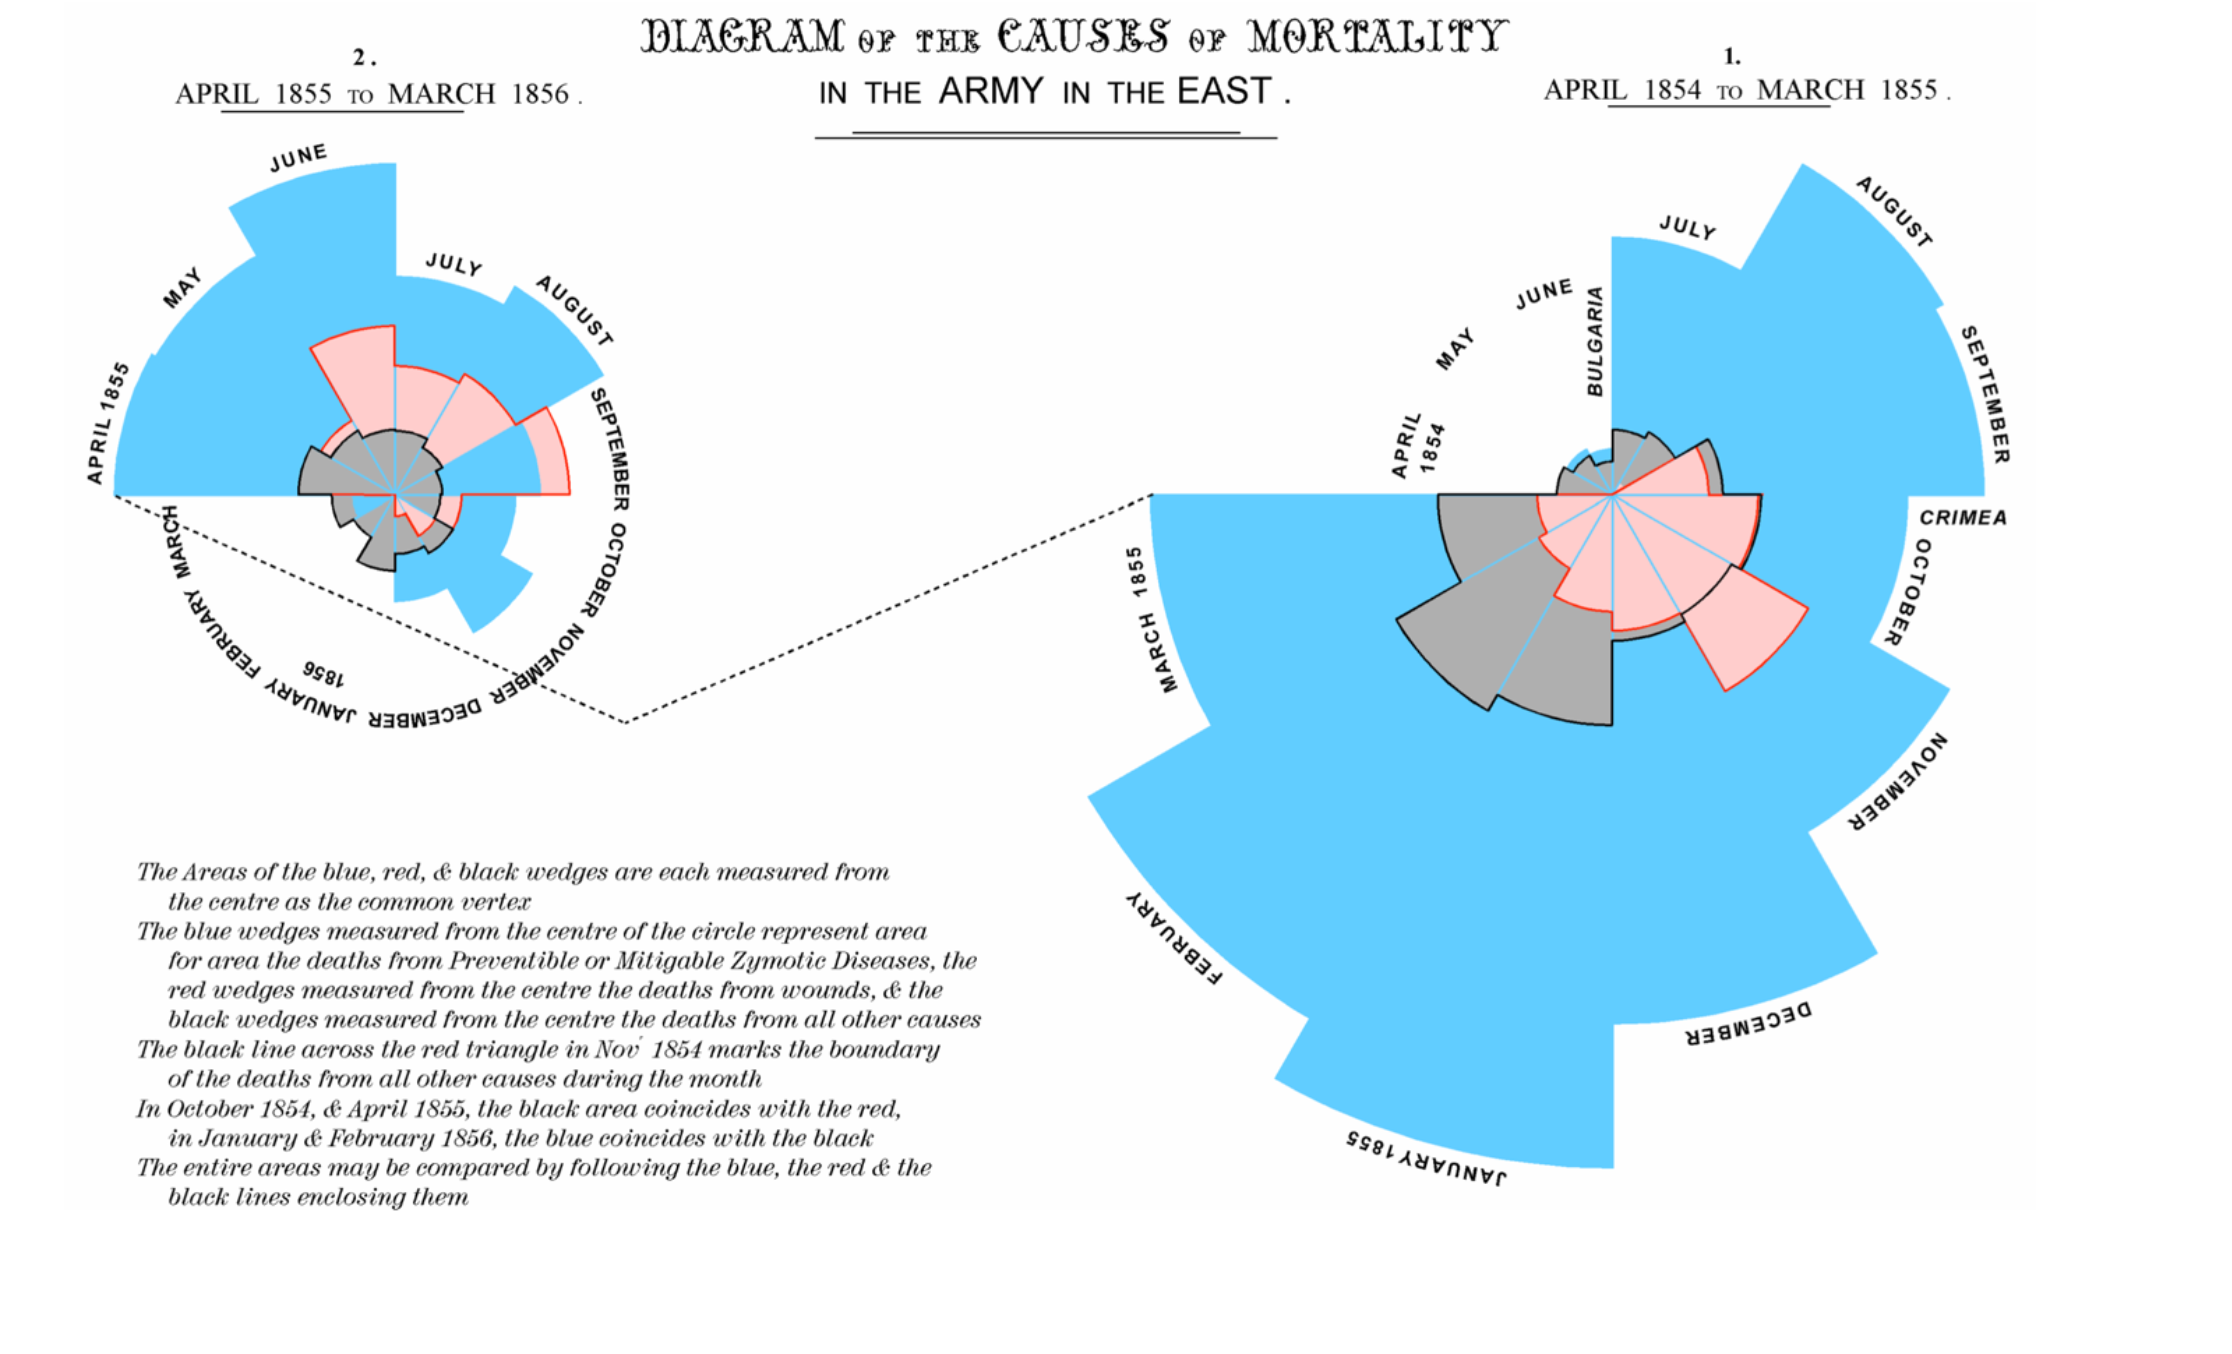 DIAGRAM OF THE CAUSES OF MORTALITY
IN THE ARMY IN THE EAST .
2 .
APRIL 1855 TO MARCH 1856 .
1.
APRIL 1854 TO MARCH 1855 .
APRIL 1855
MAY
JUNE
JULY
AUGUST
SEPTEMBER
OCTOBER
NOVEMBER
DECEMBER
JANUARY
1856
FEBRUARY
MARCH
APRIL
1854
MAY
JUNE
BULGARIA
JULY
AUGUST
SEPTEMBER
CRIMEA
OCTOBER
NOVEMBER
DECEMBER
JANUARY 1855
FEBRUARY
MARCH 1855
The Areas of the blue, red, & black wedges are each measured from
the centre as the common vertex
The blue wedges measured from the centre of the circle represent area
for area the deaths from Preventible or Mitigable Zymotic Diseases, the
red wedges measured from the centre the deaths from wounds, & the
black wedges measured from the centre the deaths from all other causes
The black line across the red triangle in Nov' 1854 marks the boundary
of the deaths from all other causes during the month
In October 1854, & April 1855, the black area coincides with the red,
in January & February 1856, the blue coincides with the black
The entire areas may be compared by following the blue, the red & the
black lines enclosing them